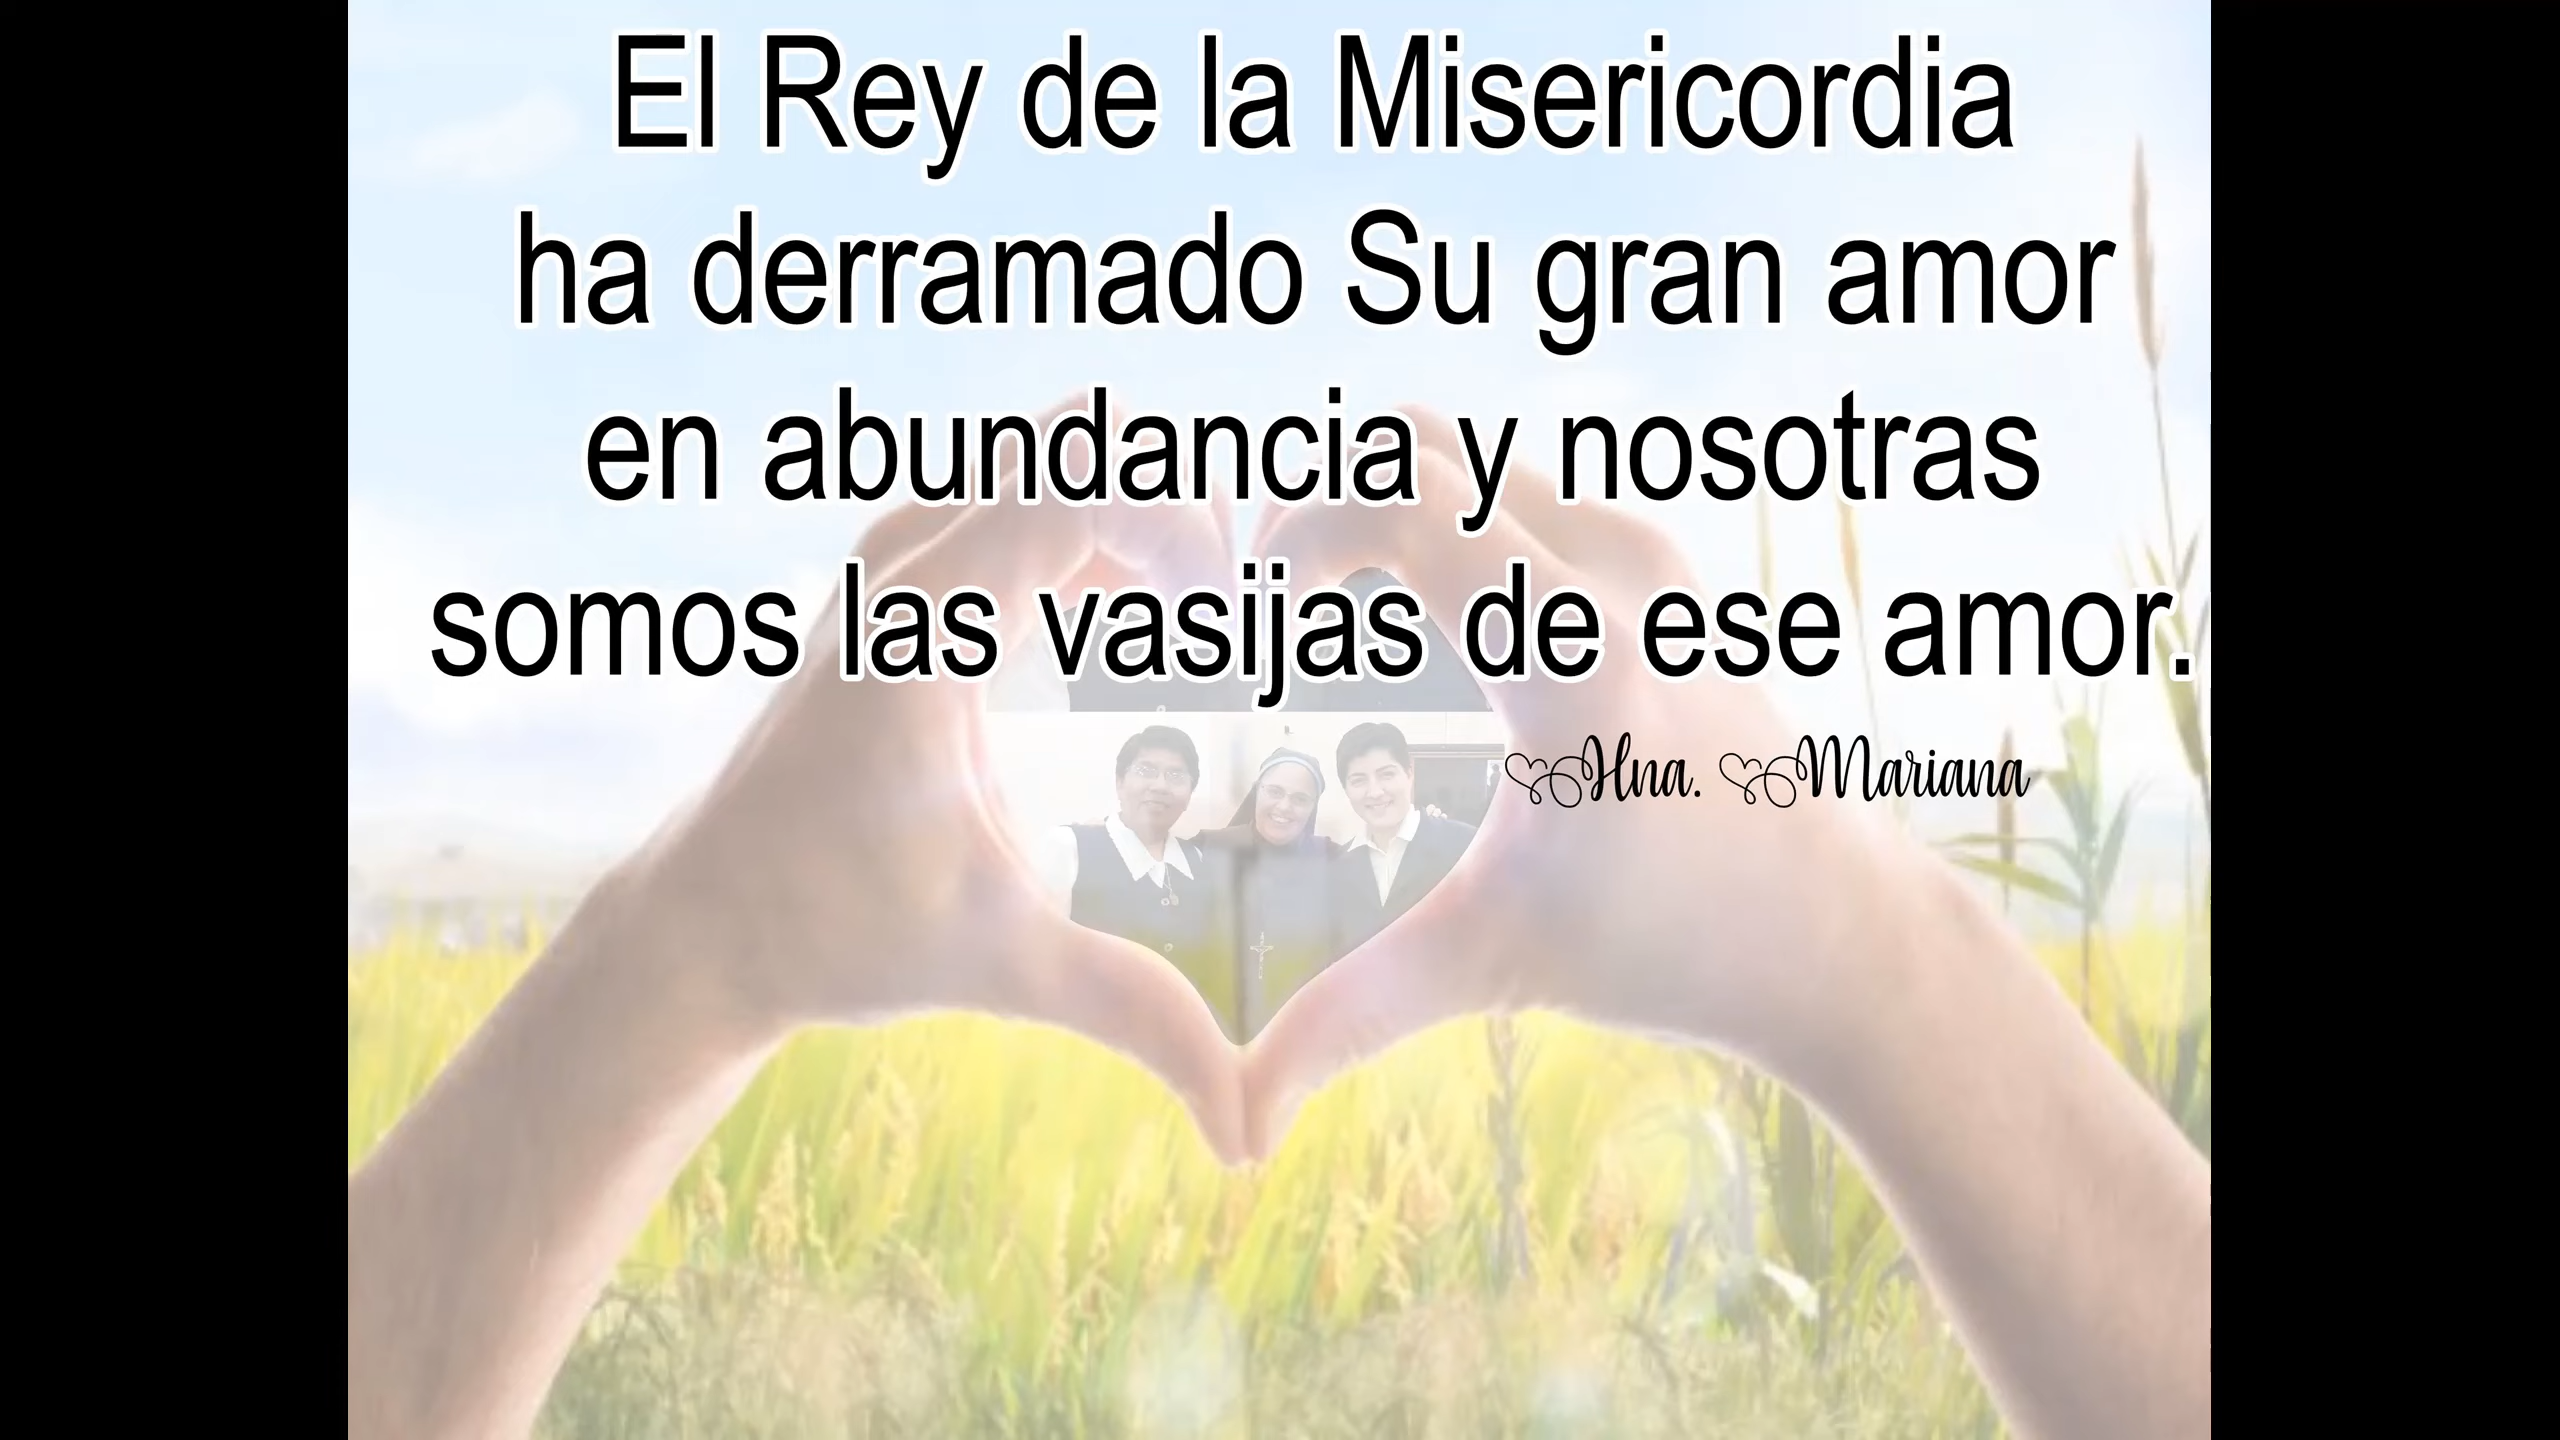 El Rey de la Misericordia
ha derramado Su gran amor
en abundancia y nosotras
somos las vasijas de ese amor.
Hna. Mariana